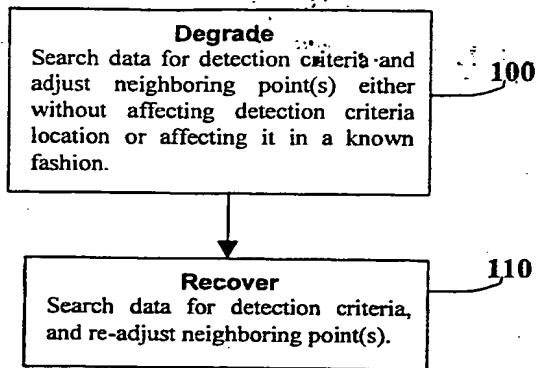 Degrade
Search data for detection criteria and
adjust neighboring point(s) either
without affecting detection criteria
location or affecting it in a known
fashion.
100
Recover
Search data for detection criteria,
and re-adjust neighboring point(s).
110